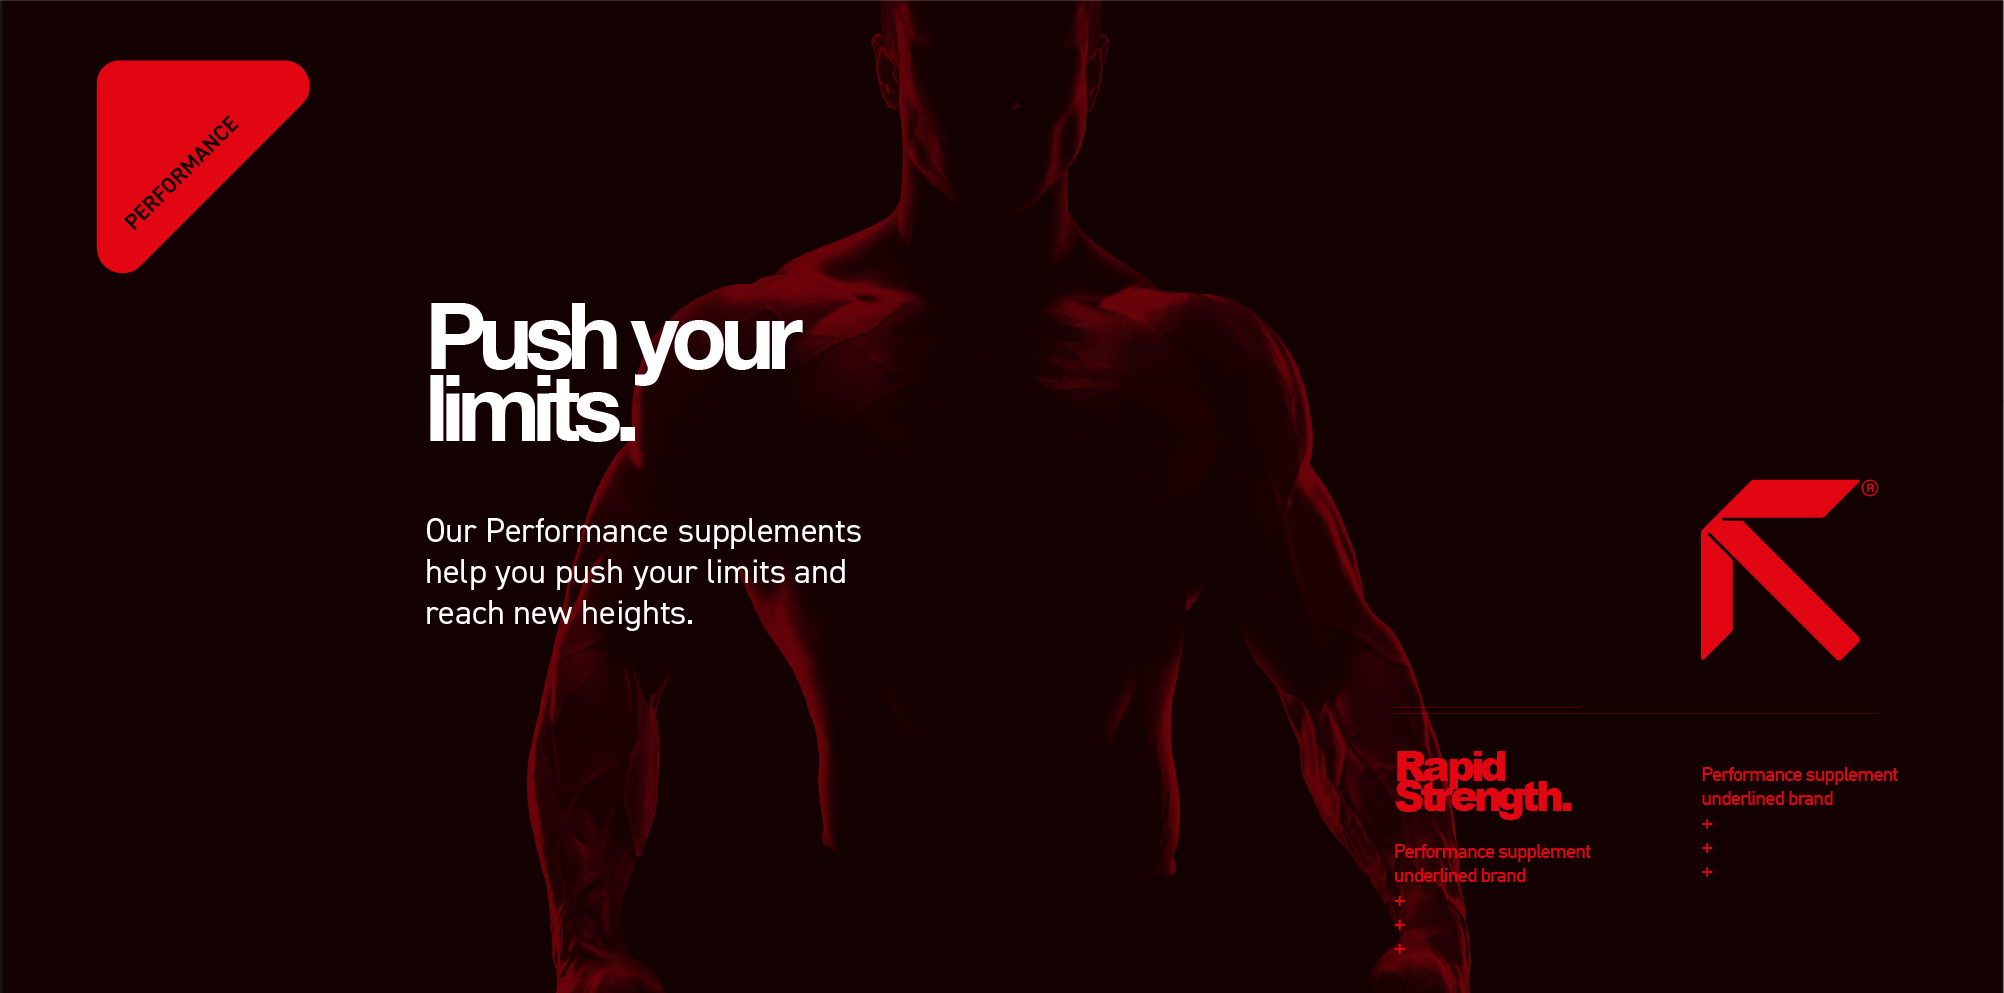 PERFORMANCE
Push your
limits.
Our Performance supplements
help you push your limits and
reach new heights.
®
Rapid
Strength.
Performance supplement
underlined brand
+
+
+
Performance supplement
underlined brand
+
+
+